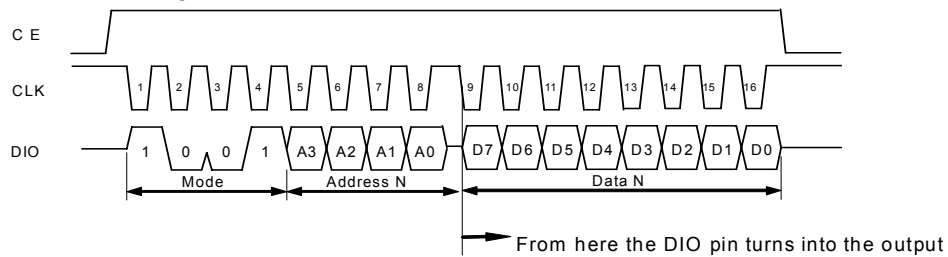 C E
CLK 1 2 3 4 5 6 7 8 9 10 11 12 13 14 15 16
DIO 1 0 0 1 A3 A2 A1 A0 D7 D6 D5 D4 D3 D2 D1 D0
Mode Address N Data N
From here the DIO pin turns into the output